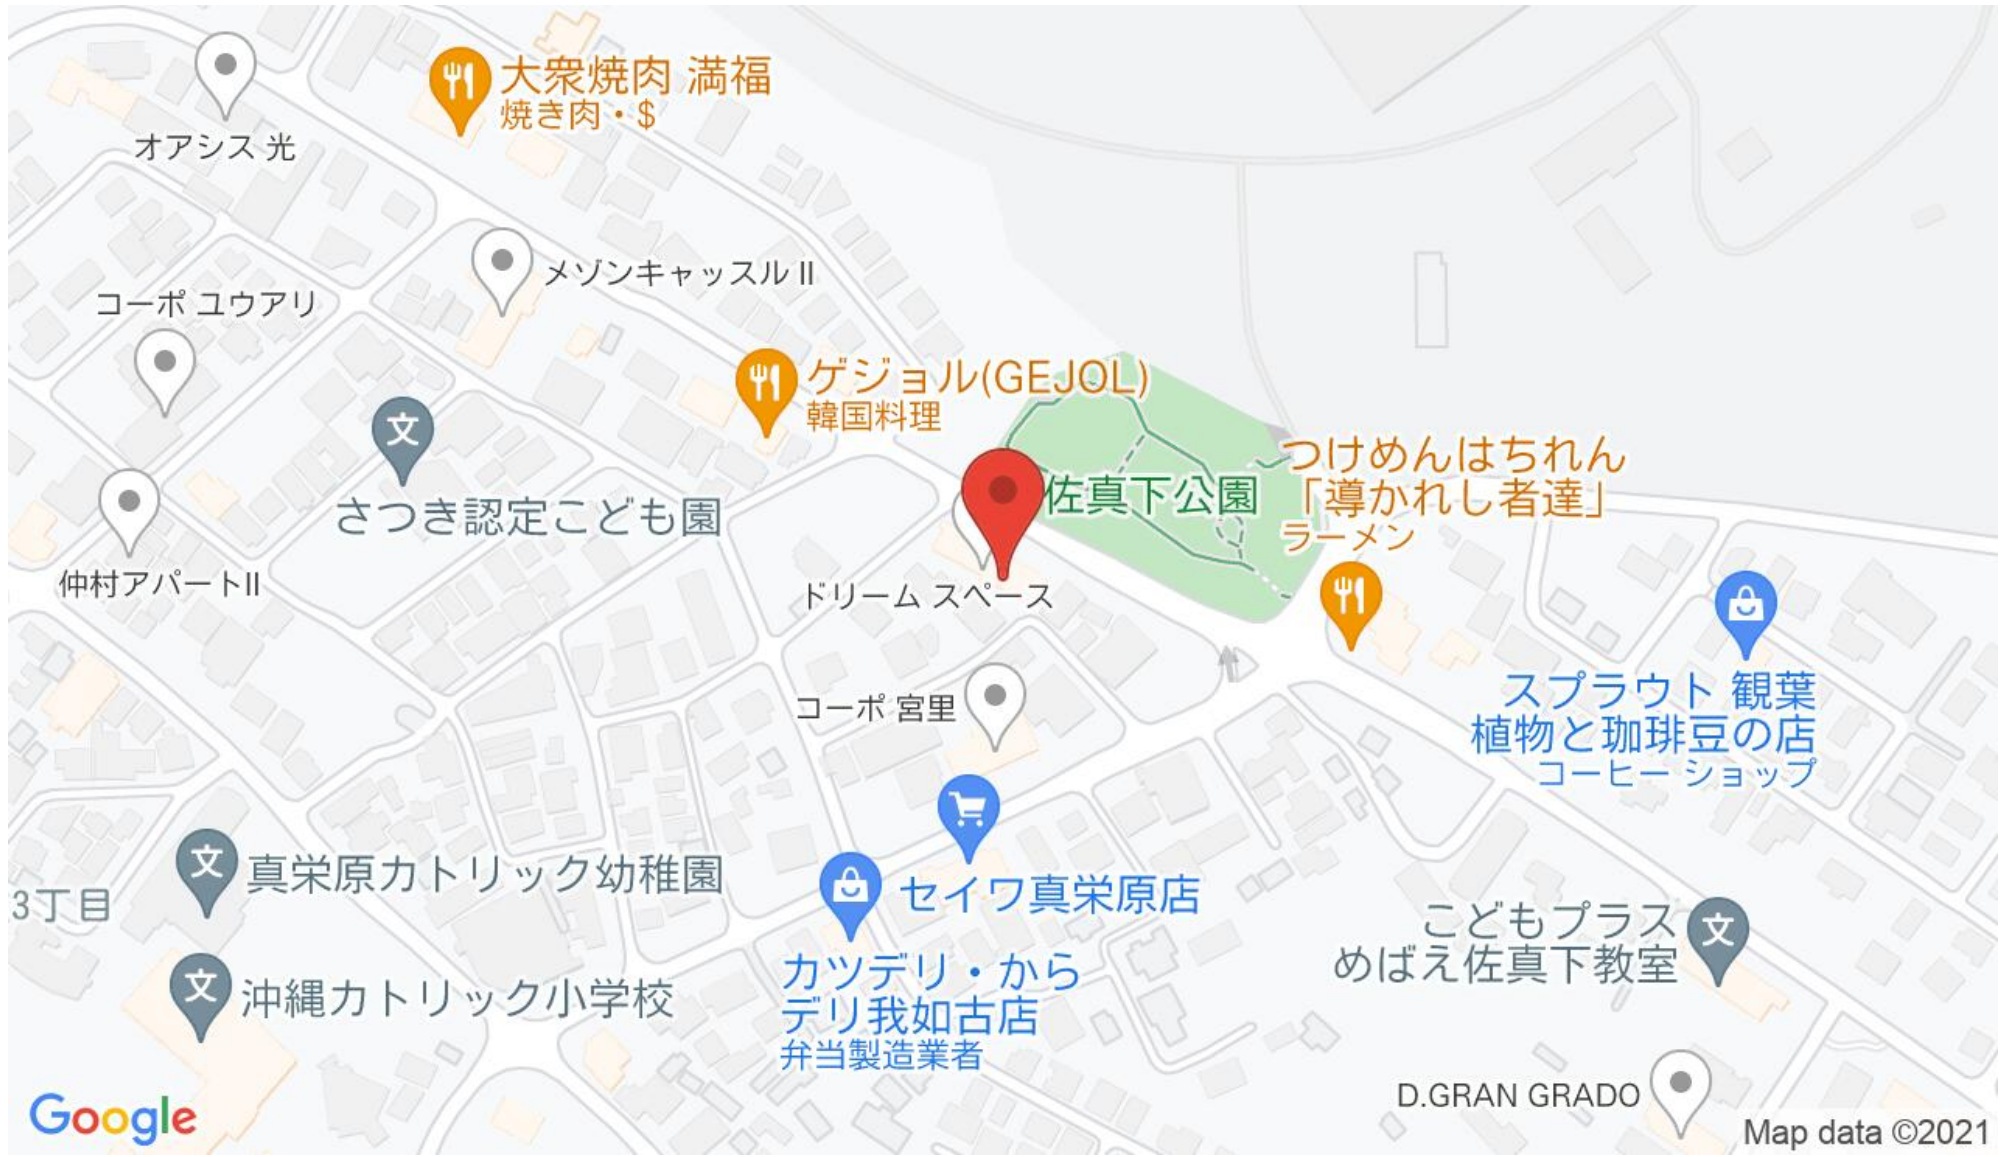 大衆焼肉 満福
焼き肉・$
オアシス 光
メゾンキャッスル II
コーポ ユウアリ
ゲジョル(GEJOL)
韓国料理
つけめんはちれん
「導かれし者達」
ラーメン
佐真下公園
さつき認定こども園
仲村アパートII
ドリーム スペース
コーポ 宮里
スプラウト 観葉
植物と珈琲豆の店
コーヒー ショップ
真栄原カトリック幼稚園
セイワ真栄原店
3丁目
こどもプラス
めばえ佐真下教室
沖縄カトリック小学校
カツデリ・から
デリ我如古店
弁当製造業者
D.GRAN GRADO
Google
Map data ©2021
文
文
文
文